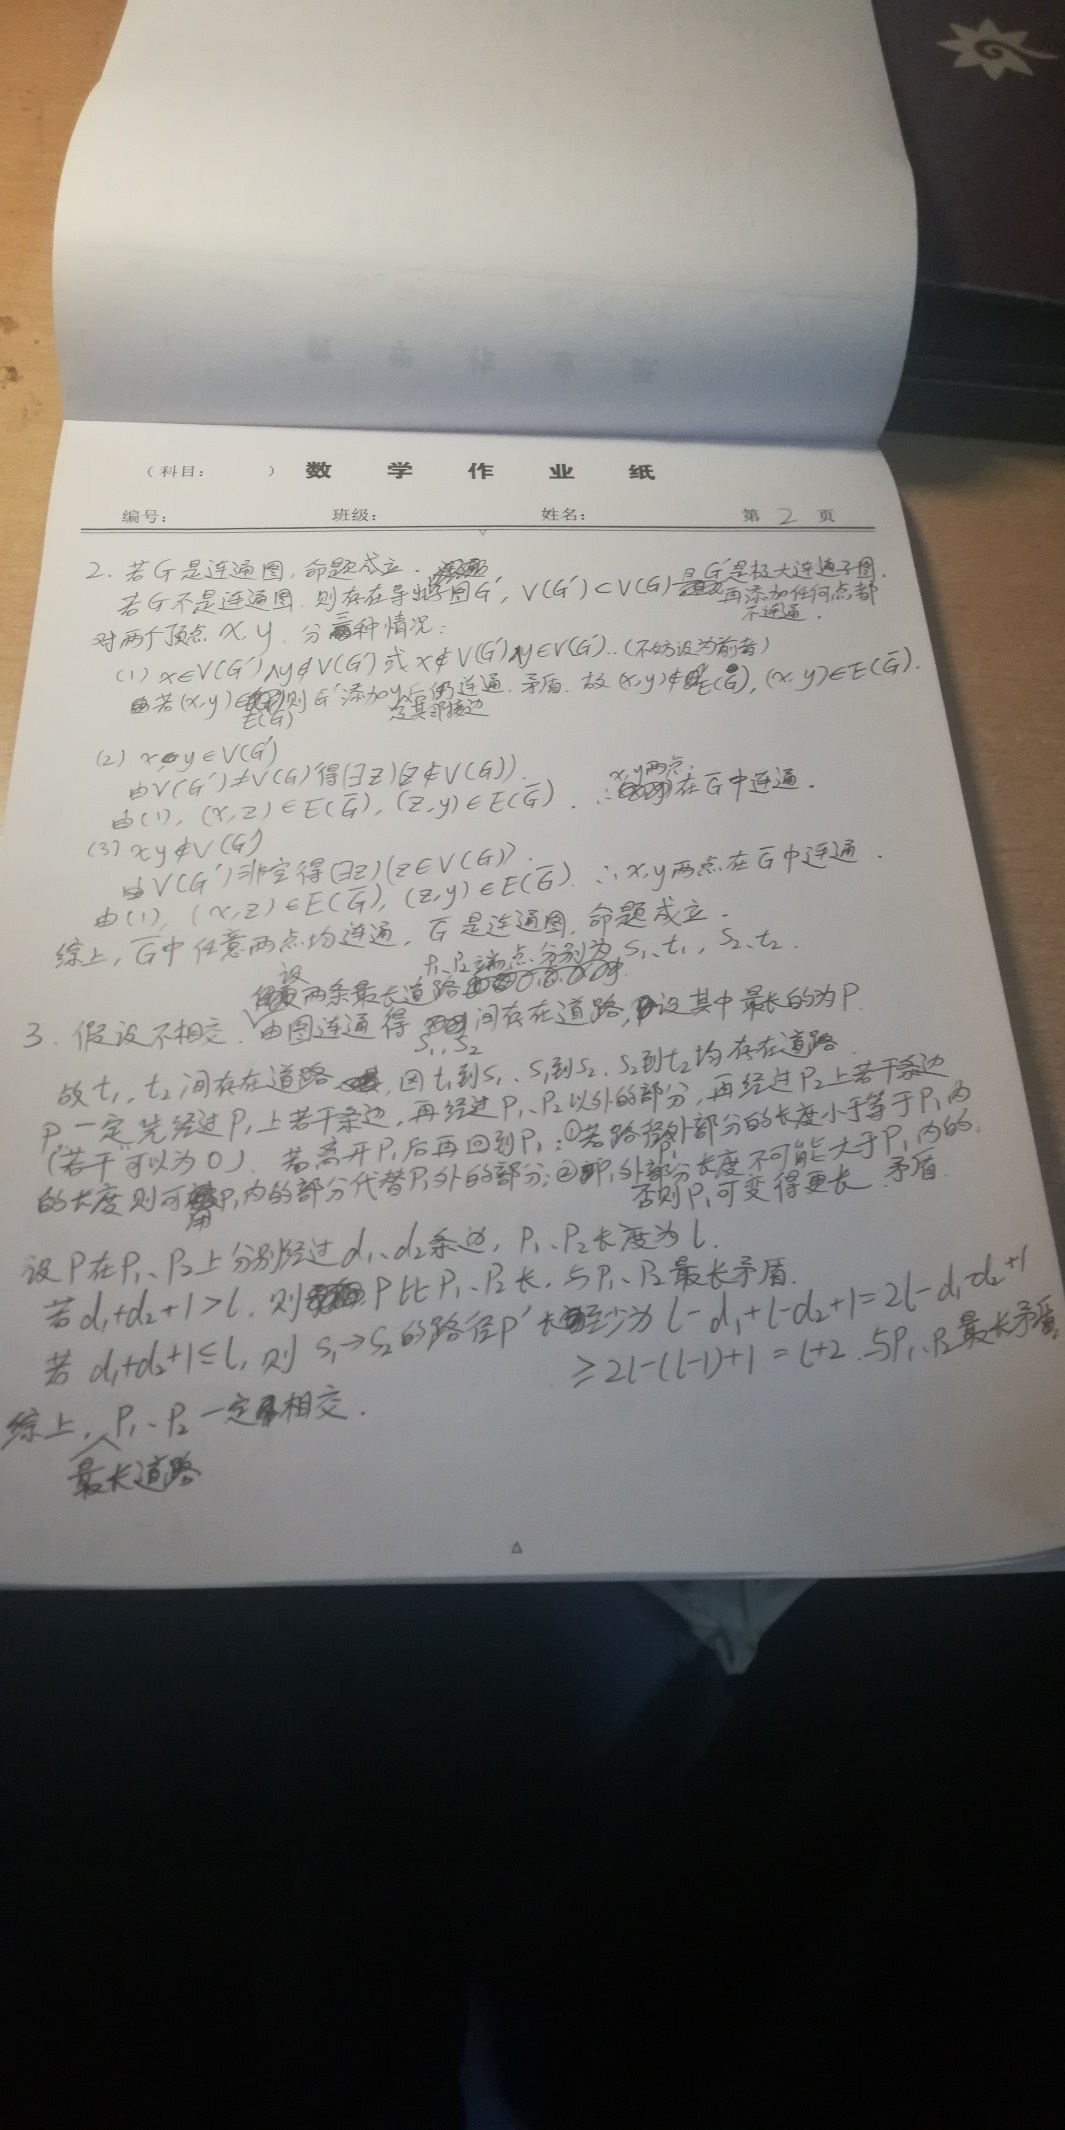 （科目： ） 数 学 作 业 纸
编号： 班级： 姓名： 第 2 页
2. 若G是连通图, 命题成立.
若G不是连通图, 则存在导出子图G', V(G')⊂V(G) 且G'是极大连通子图,
再添加任何点都
不连通.
对两个顶点 x, y, 分三种情况:
(1) x∈V(G')∧y∉V(G') 或 x∉V(G')∧y∈V(G'). (不妨设为前者)
若(x,y)∈E(G) 则G'添加y及其邻接边后仍连通, 矛盾. 故(x,y)∉E(G), (x,y)∈E(G̅).
(2) x, y∈V(G')
由V(G')≠V(G)得(∃z)(z∉V(G')).
由(1), (x,z)∈E(G̅), (z,y)∈E(G̅). ∴x,y两点在G̅中连通.
(3) x,y∉V(G')
由V(G')非空得(∃z)(z∈V(G')).
由(1), (x,z)∈E(G̅), (z,y)∈E(G̅). ∴x,y两点在G̅中连通.
综上, G̅中任意两点均连通, G̅是连通图, 命题成立.
3. 假设不相交. 设两条最长道路P₁、P₂端点分别为S₁、t₁, S₂、t₂.
由图连通得S₁、S₂间存在道路, 设其中最长的为P.
故t₁, t₂间存在道路, 因t₁到S₁、S₁到S₂、S₂到t₂均存在道路.
P一定先经过P₁上若干条边, 再经过P₁、P₂以外的部分, 再经过P₂上若干条边
("若干"可以为0). 若离开P₁后再回到P₁: ①若路径P₁外部分的长度小于等于P₁内
的长度则可用P₁内的部分代替P₁外的部分; ②P₁外部分长度不可能大于P₁内的,
否则P₁可变得更长, 矛盾.
设P在P₁、P₂上分别经过d₁、d₂条边, P₁、P₂长度为l.
若d₁+d₂+1>l, 则P比P₁、P₂长, 与P₁、P₂最长矛盾.
若d₁+d₂+1≤l, 则S₁→S₂的路径P'长至少为l-d₁+l-d₂+1=2l-d₁-d₂+1
≥2l-(l-1)+1=l+2. 与P₁、P₂最长矛盾.
综上, 最长道路P₁、P₂一定相交.